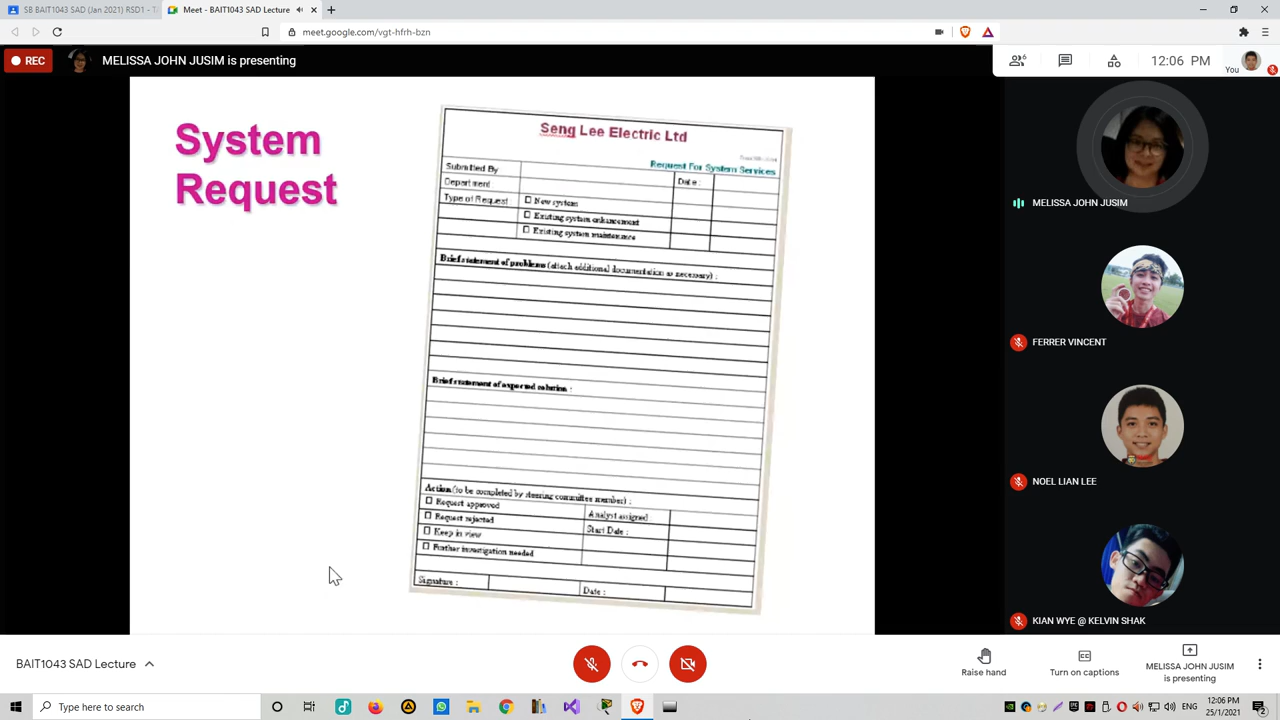 SB BAIT1043 SAD (Jan 2021) RSD1 - T
Meet - BAIT1043 SAD Lecture
meet.google.com/vgt-hfrh-bzn
REC
MELISSA JOHN JUSIM is presenting
6
12:06 PM
You
System
Request
Seng Lee Electric Ltd
Request For System Services
Submitted By
Date :
Department
Type of Request
New system
Existing system enhancement
Existing system maintenance
Brief statement of problems (attach additional documentation as necessary) :
Brief statement of expected solution :
Action (to be completed by steering committee member) :
Request approved
Analyst assigned
Request rejected
Start Date :
Keep in view
Further investigation needed
Signature :
Date :
MELISSA JOHN JUSIM
FERRER VINCENT
NOEL LIAN LEE
KIAN WYE @ KELVIN SHAK
BAIT1043 SAD Lecture
Raise hand
Turn on captions
MELISSA JOHN JUSIM
is presenting
Type here to search
ENG
12:06 PM
25/1/2021